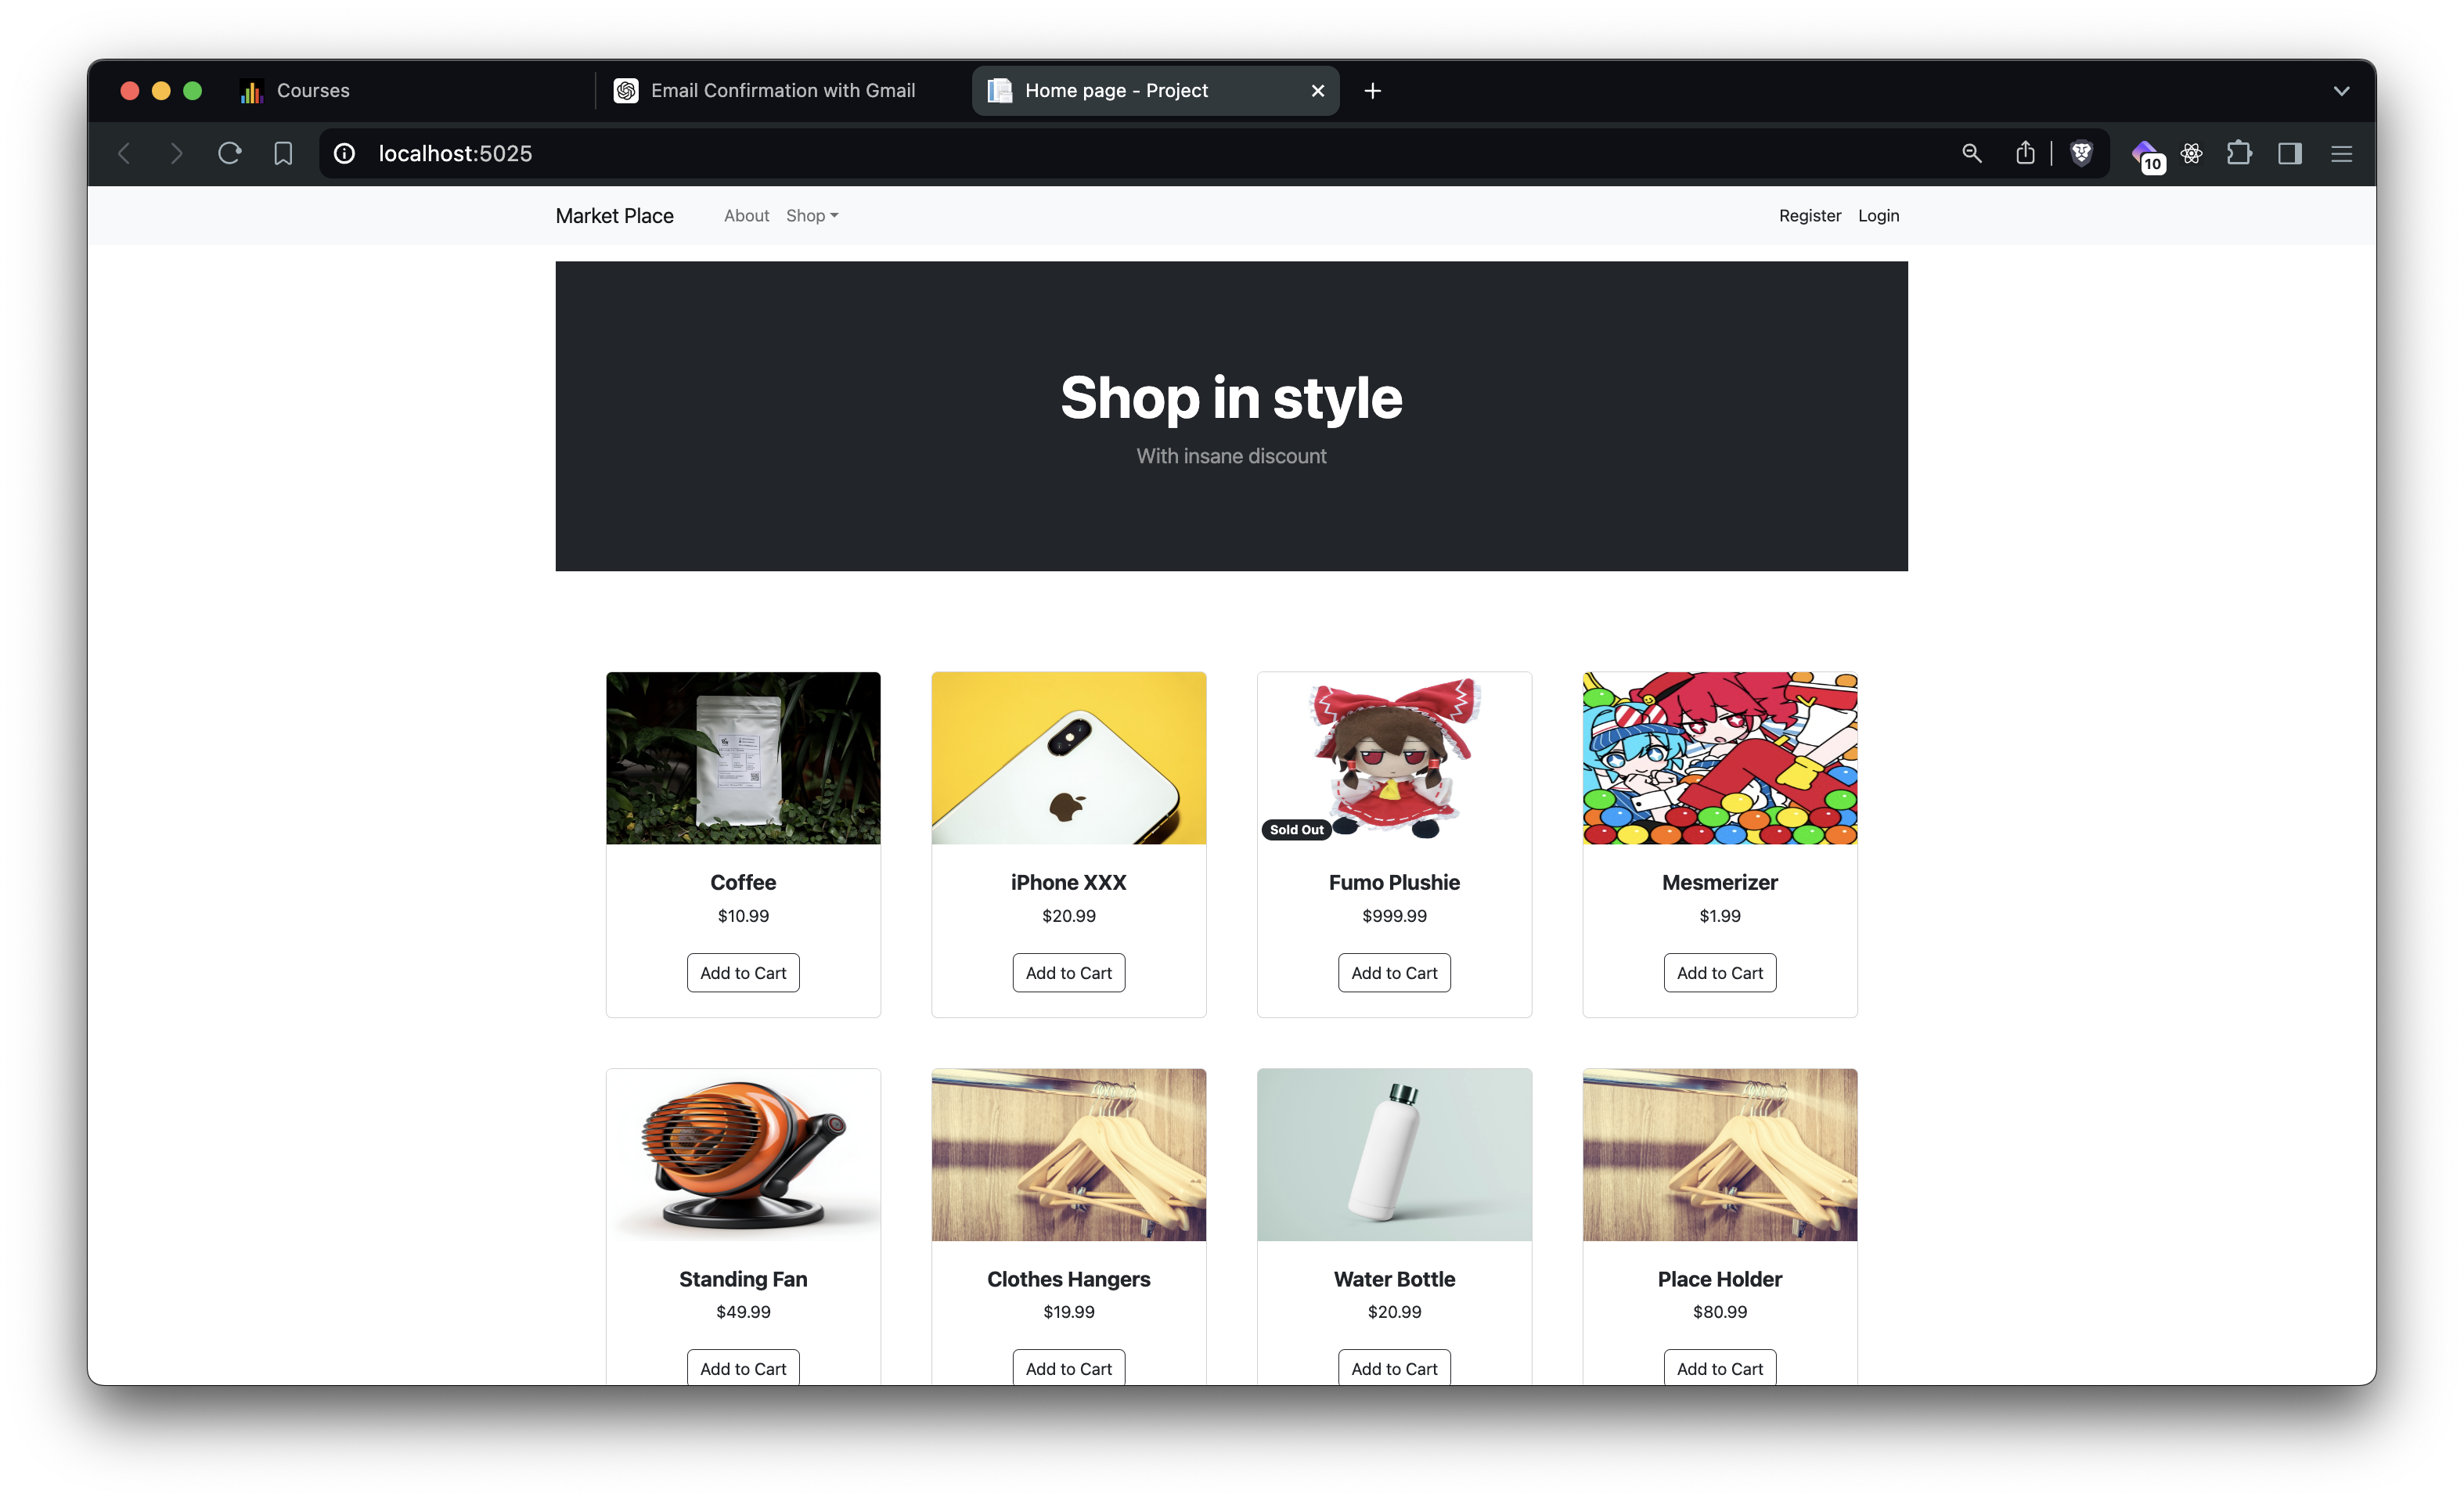 Courses
Email Confirmation with Gmail
Home page - Project
localhost:5025
10
Market Place
About
Shop
Register
Login
Shop in style
With insane discount
Sold Out
Coffee
$10.99
Add to Cart
iPhone XXX
$20.99
Add to Cart
Fumo Plushie
$999.99
Add to Cart
Mesmerizer
$1.99
Add to Cart
Standing Fan
$49.99
Add to Cart
Clothes Hangers
$19.99
Add to Cart
Water Bottle
$20.99
Add to Cart
Place Holder
$80.99
Add to Cart